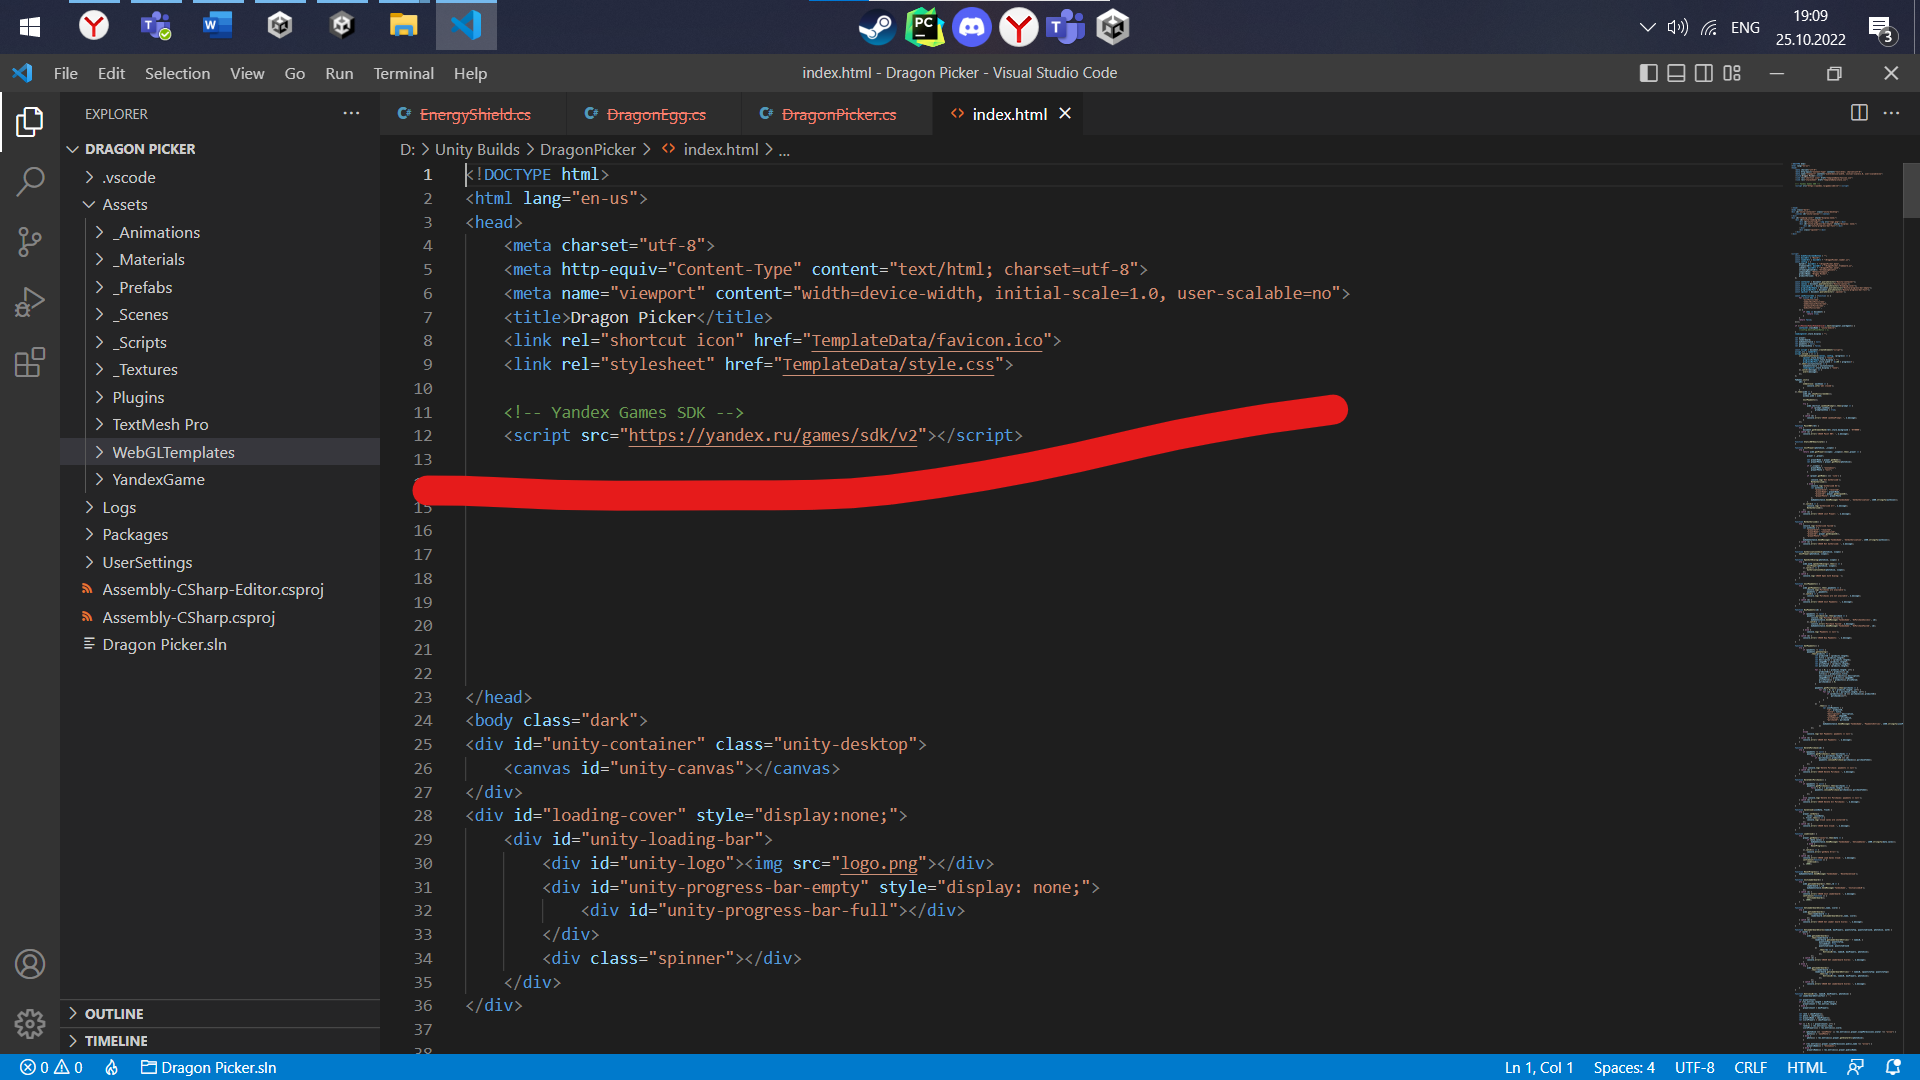 19:09
ENG
25.10.2022
3
File Edit Selection View Go Run Terminal Help
index.html - Dragon Picker - Visual Studio Code
EXPLORER
EnergyShield.cs
DragonEgg.cs
DragonPicker.cs
index.html
D: > Unity Builds > DragonPicker > index.html > ...
DRAGON PICKER
.vscode
Assets
_Animations
_Materials
_Prefabs
_Scenes
_Scripts
_Textures
Plugins
TextMesh Pro
WebGLTemplates
YandexGame
Logs
Packages
UserSettings
Assembly-CSharp-Editor.csproj
Assembly-CSharp.csproj
Dragon Picker.sln
OUTLINE
TIMELINE
1 <!DOCTYPE html>
2 <html lang="en-us">
3 <head>
4 <meta charset="utf-8">
5 <meta http-equiv="Content-Type" content="text/html; charset=utf-8">
6 <meta name="viewport" content="width=device-width, initial-scale=1.0, user-scalable=no">
7 <title>Dragon Picker</title>
8 <link rel="shortcut icon" href="TemplateData/favicon.ico">
9 <link rel="stylesheet" href="TemplateData/style.css">
10
11 <!-- Yandex Games SDK -->
12 <script src="https://yandex.ru/games/sdk/v2"></script>
13
15
16
17
18
19
20
21
22
23 </head>
24 <body class="dark">
25 <div id="unity-container" class="unity-desktop">
26 <canvas id="unity-canvas"></canvas>
27 </div>
28 <div id="loading-cover" style="display:none;">
29 <div id="unity-loading-bar">
30 <div id="unity-logo"><img src="logo.png"></div>
31 <div id="unity-progress-bar-empty" style="display: none;">
32 <div id="unity-progress-bar-full"></div>
33 </div>
34 <div class="spinner"></div>
35 </div>
36 </div>
37
38
0 0 Dragon Picker.sln
Ln 1, Col 1 Spaces: 4 UTF-8 CRLF HTML